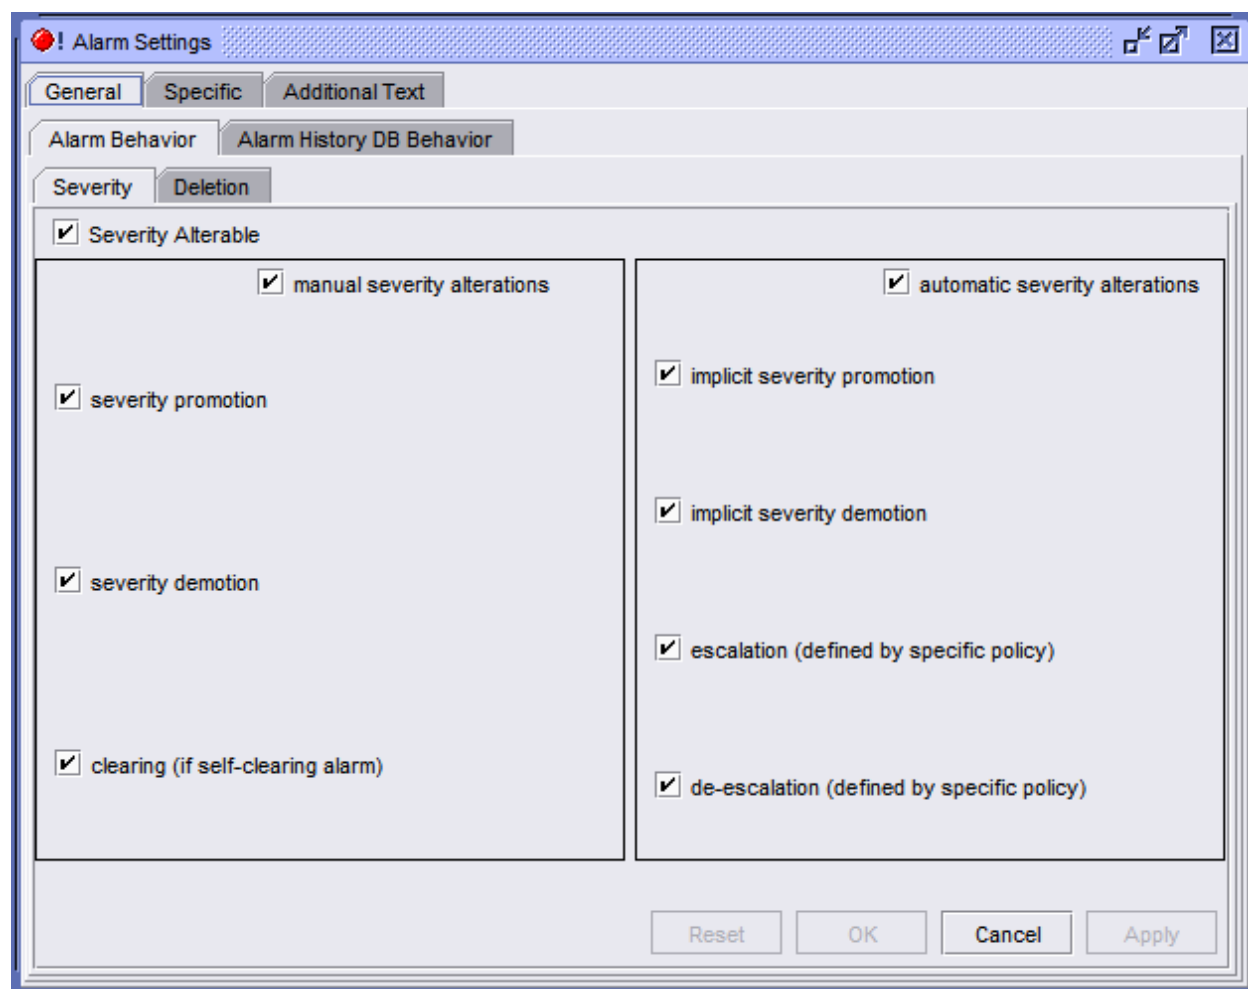 ! Alarm Settings
General Specific Additional Text
Alarm Behavior Alarm History DB Behavior
Severity Deletion
Severity Alterable
manual severity alterations
severity promotion
severity demotion
clearing (if self-clearing alarm)
automatic severity alterations
implicit severity promotion
implicit severity demotion
escalation (defined by specific policy)
de-escalation (defined by specific policy)
Reset OK Cancel Apply